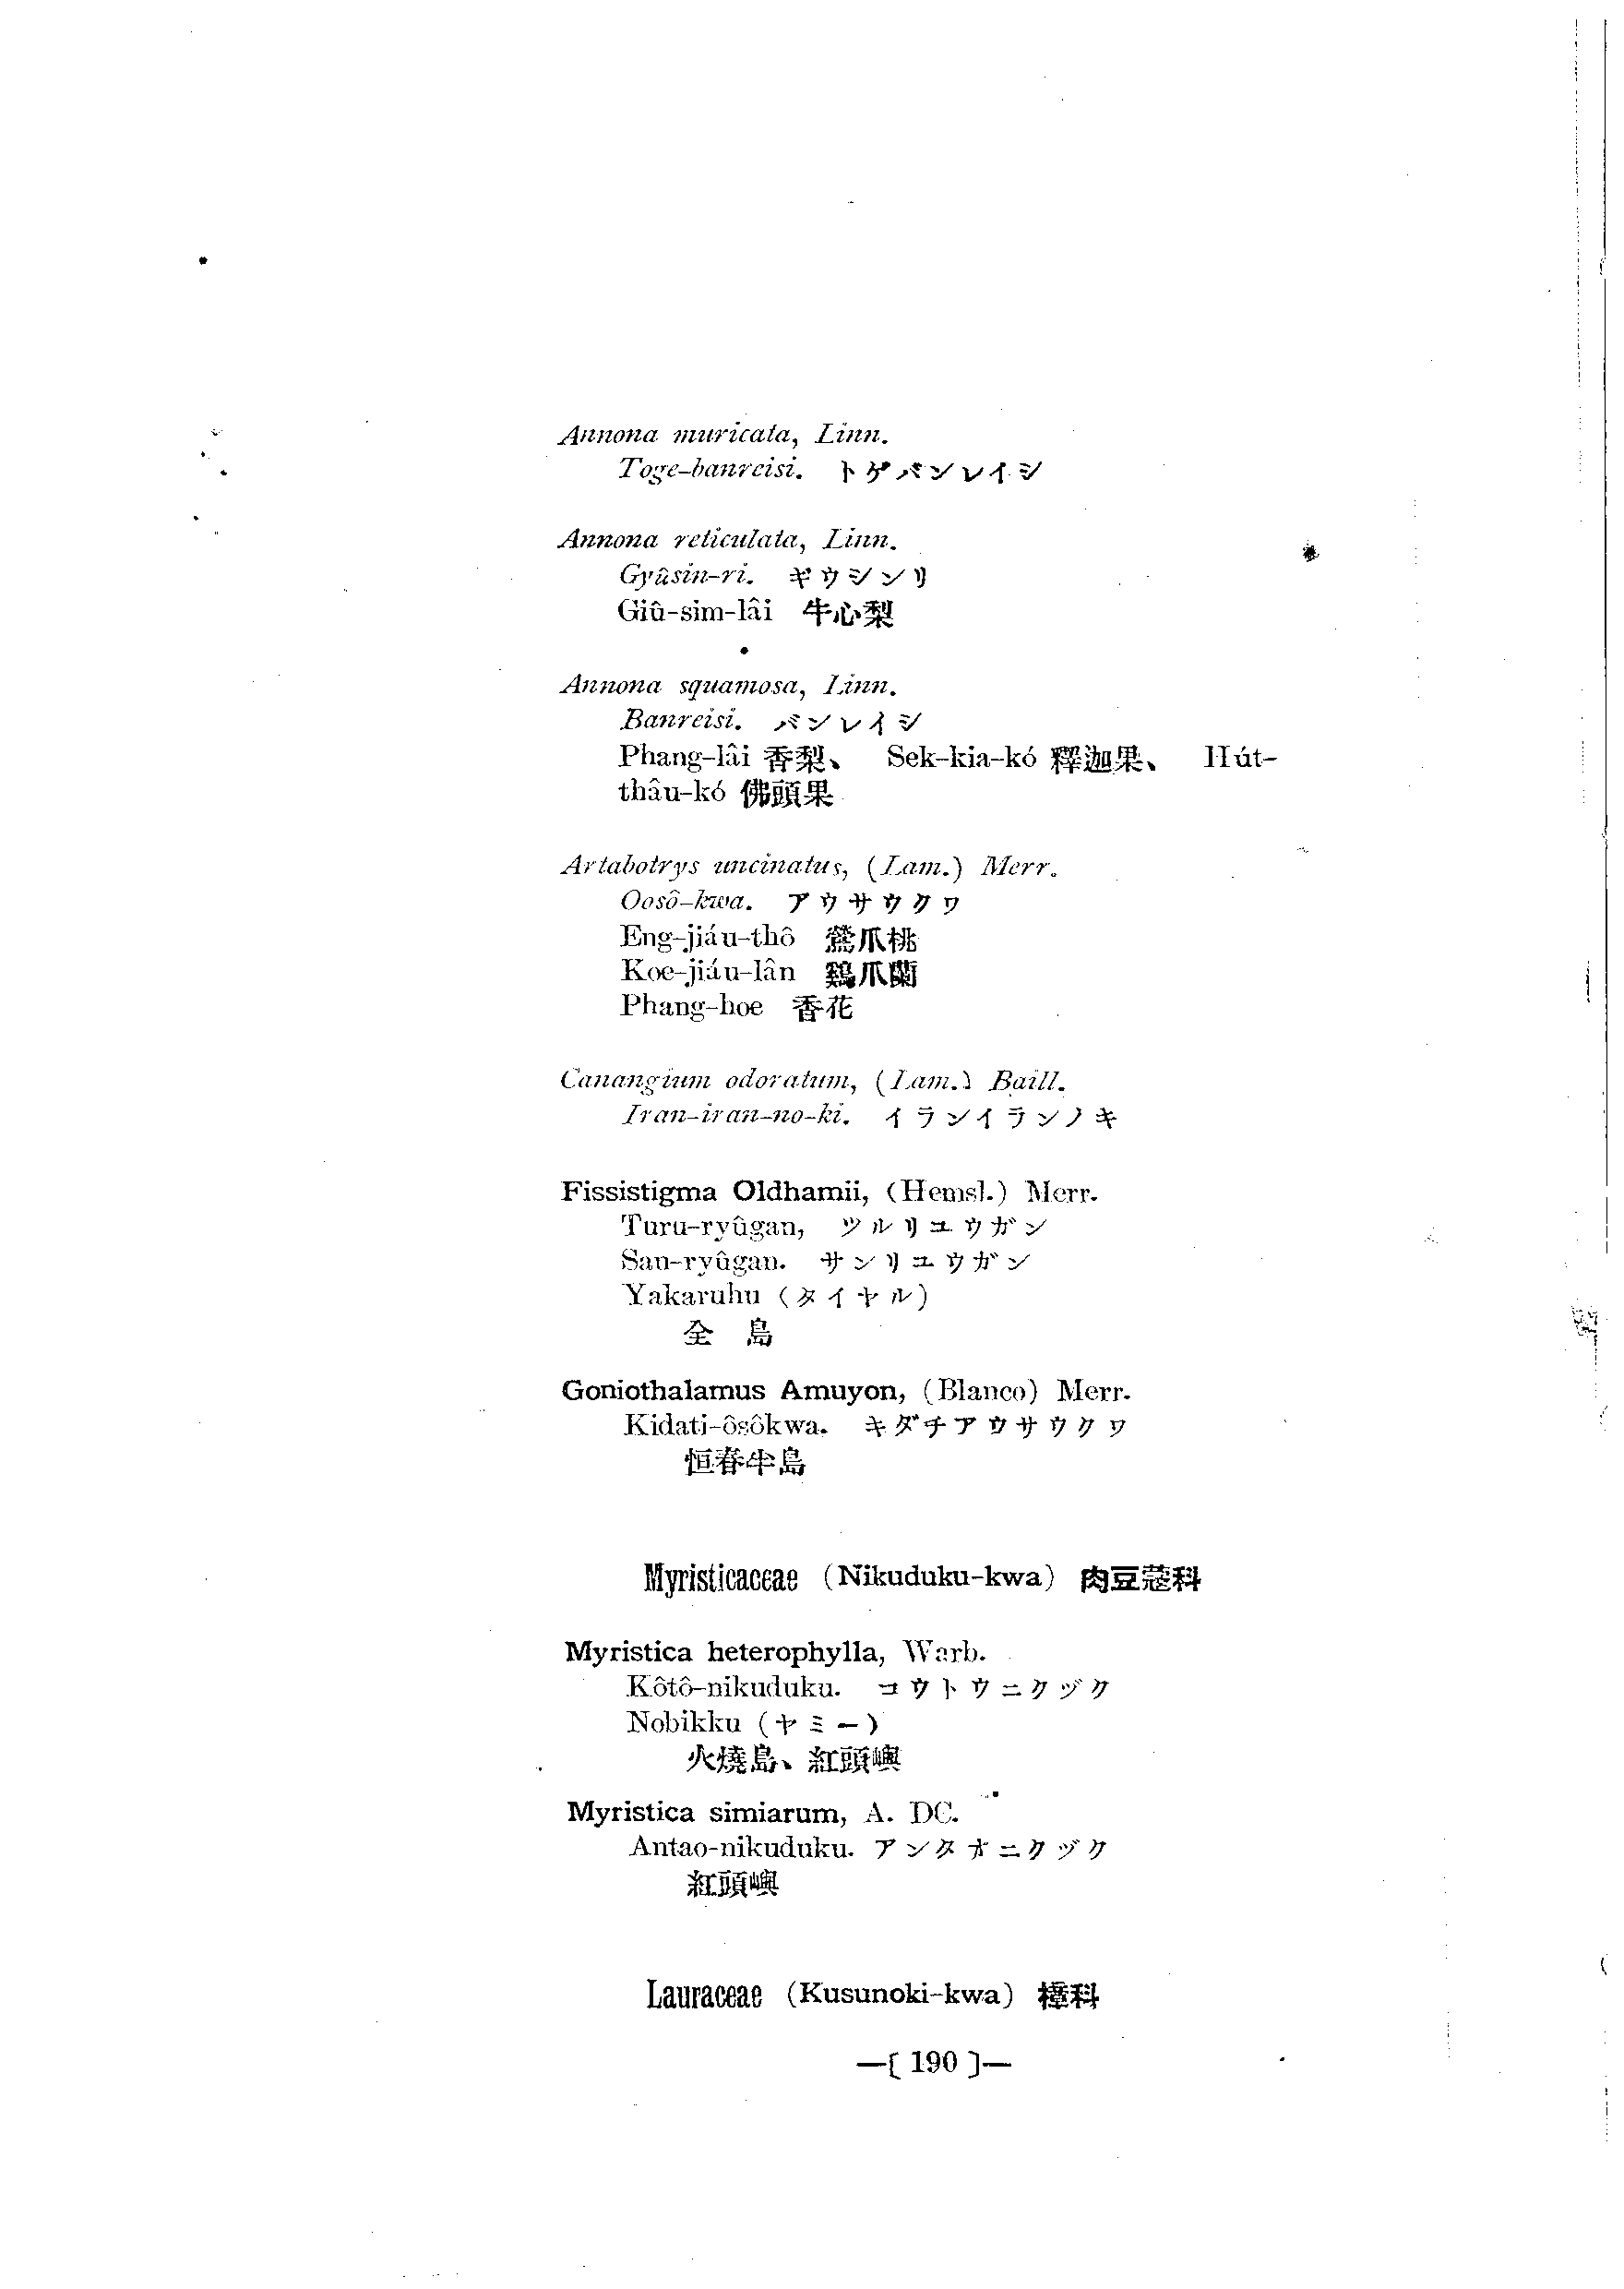 Annona muricata, Linn.
Toge-banreisi. トゲバンレイシ
Annona reticulata, Linn.
Gyûsin-ri. ギウシンリ
Giû-sim-lâi 牛心梨
Annona squamosa, Linn.
Banreisi. バンレイシ
Phang-lâi 香梨、 Sek-kia-kó 釋迦果、 Hút-
thâu-kó 佛頭果
Artabotrys uncinatus, (Lam.) Merr.
Oosô-kwa. アウサウクワ
Eng-jiáu-thô 鶯爪桃
Koe-jiáu-lân 鷄爪蘭
Phang-hoe 香花
Canangium odoratum, (Lam.) Baill.
Iran-iran-no-ki. イランイランノキ
Fissistigma Oldhamii, (Hemsl.) Merr.
Turu-ryûgan, ツルリユウガン
San-ryûgan. サンリユウガン
Yakaruhu (タイヤル)
全 島
Goniothalamus Amuyon, (Blanco) Merr.
Kidati-ôsôkwa. キダチアウサウクワ
恒春半島
Myristicaceae (Nikuduku-kwa) 肉豆蔻科
Myristica heterophylla, Warb.
Kôtô-nikuduku. コウトウニクヅク
Nobikku (ヤミー)
火燒島、紅頭嶼
Myristica simiarum, A. DC.
Antao-nikuduku. アンタオニクヅク
紅頭嶼
Lauraceae (Kusunoki-kwa) 樟科
—[ 190 ]—